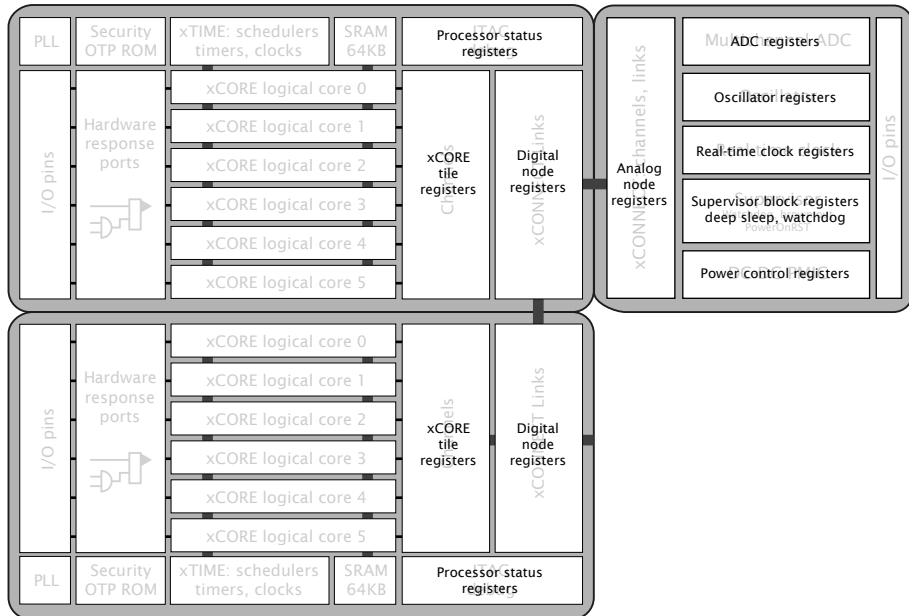 PLL
Security
OTP ROM
xTIME: schedulers
timers, clocks
SRAM
64KB
Processor status
registers
xCORE logical core 0
xCORE logical core 1
xCORE logical core 2
xCORE logical core 3
xCORE logical core 4
xCORE logical core 5
I/O pins
Hardware
response
ports
xCORE
tile
registers
Digital
node
registers
Analog
node
registers
ADC registers
Oscillator registers
Real-time clock registers
Supervisor block registers
deep sleep, watchdog
PowerOnRST
Power control registers
I/O pins
xCORE logical core 0
xCORE logical core 1
xCORE logical core 2
xCORE logical core 3
xCORE logical core 4
xCORE logical core 5
I/O pins
Hardware
response
ports
xCORE
tile
registers
Digital
node
registers
PLL
Security
OTP ROM
xTIME: schedulers
timers, clocks
SRAM
64KB
Processor status
registers